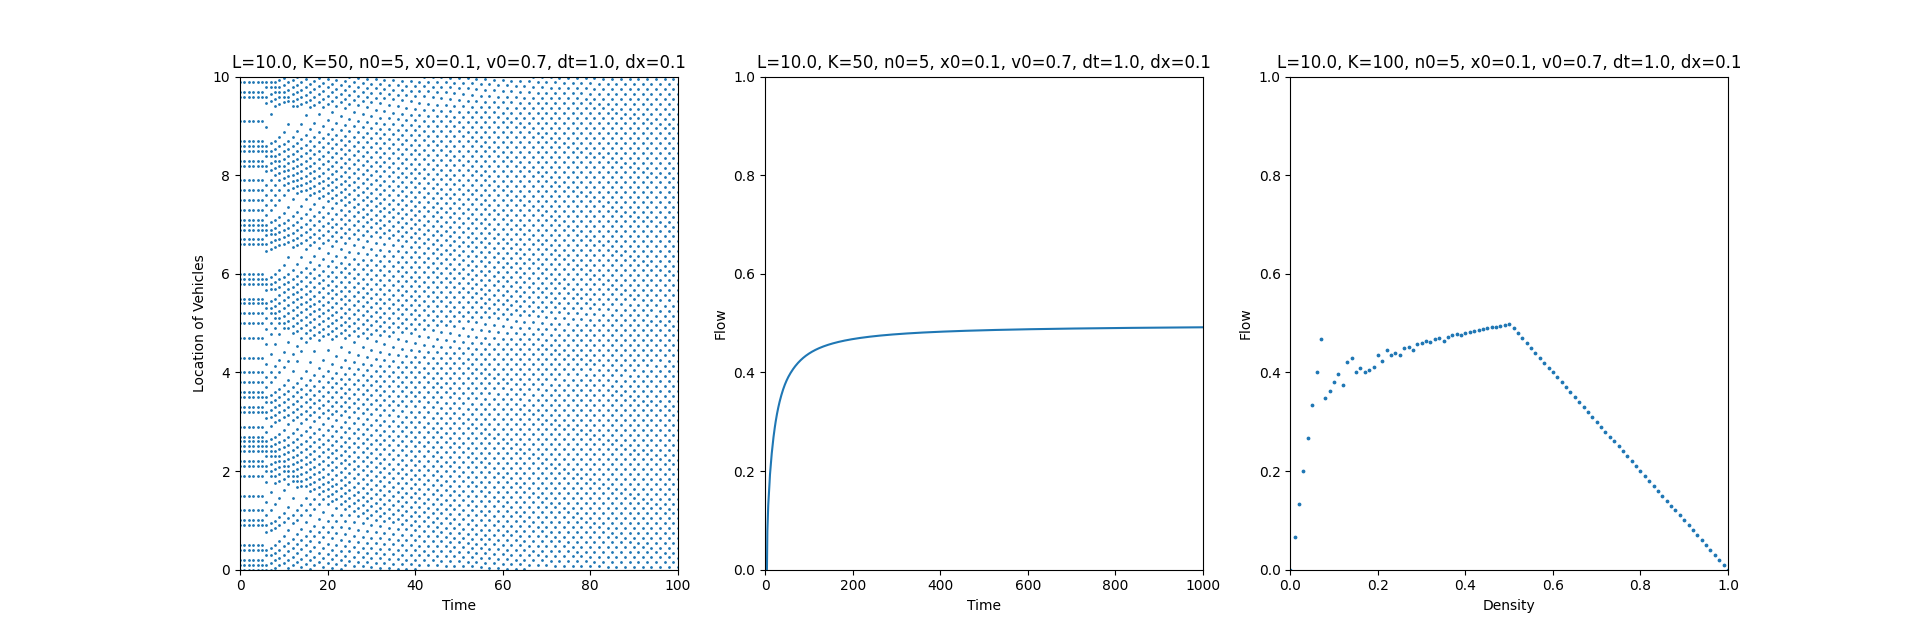 L=10.0, K=50, n0=5, x0=0.1, v0=0.7, dt=1.0, dx=0.1
Location of Vehicles
10
8
6
4
2
0
0 20 40 60 80 100
Time
L=10.0, K=50, n0=5, x0=0.1, v0=0.7, dt=1.0, dx=0.1
Flow
1.0
0.8
0.6
0.4
0.2
0.0
0 200 400 600 800 1000
Time
L=10.0, K=100, n0=5, x0=0.1, v0=0.7, dt=1.0, dx=0.1
Flow
1.0
0.8
0.6
0.4
0.2
0.0
0.0 0.2 0.4 0.6 0.8 1.0
Density